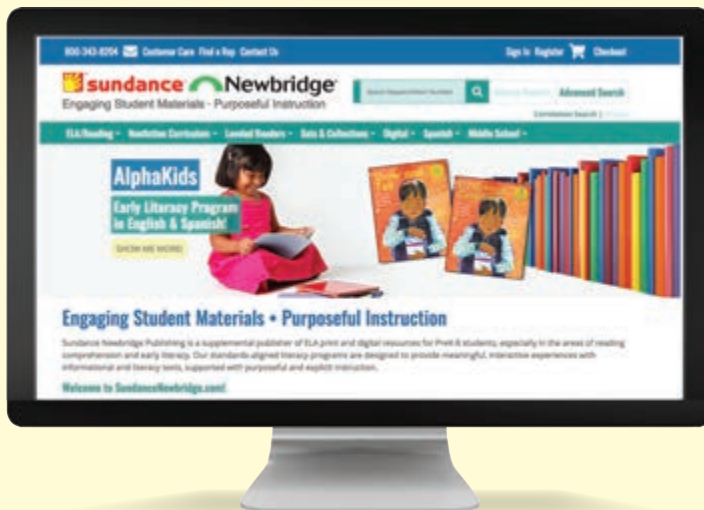 800-343-8204 Customer Care Find a Rep Contact Us Sign In Register Checkout
sundance Newbridge
Engaging Student Materials - Purposeful Instruction
Advanced Search
ELA/Reading Nonfiction Curriculum Leveled Readers Sets & Collections Digital Spanish Middle School
AlphaKids
Early Literacy Program
in English & Spanish!
SHOW ME MORE!
Engaging Student Materials • Purposeful Instruction
Sundance Newbridge Publishing is a supplemental publisher of ELA print and digital resources for PreK-8 students, especially in the areas of reading
comprehension and early literacy. Our standards-aligned literacy programs are designed to provide meaningful, interactive experiences with
informational and literary texts, supported with purposeful and explicit instruction.
Welcome to SundanceNewbridge.com!